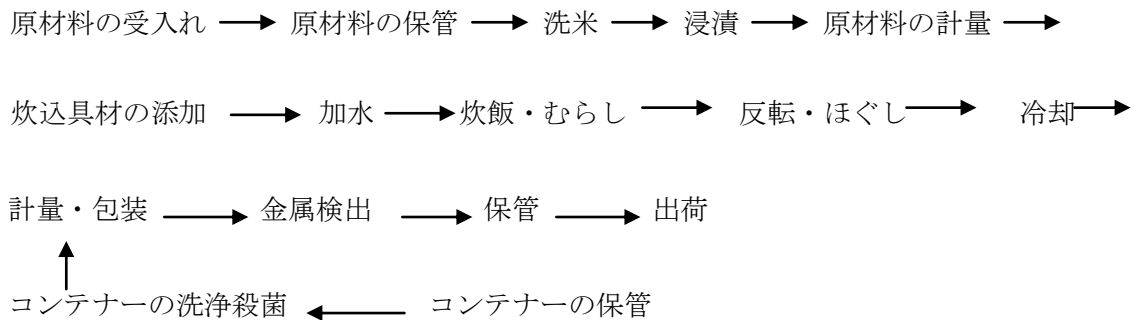 原材料の受入れ → 原材料の保管 → 洗米 → 浸漬 → 原材料の計量 →
炊込具材の添加 → 加水 → 炊飯・むらし → 反転・ほぐし → 冷却 →
計量・包装 → 金属検出 → 保管 → 出荷
コンテナーの洗浄殺菌 ← コンテナーの保管